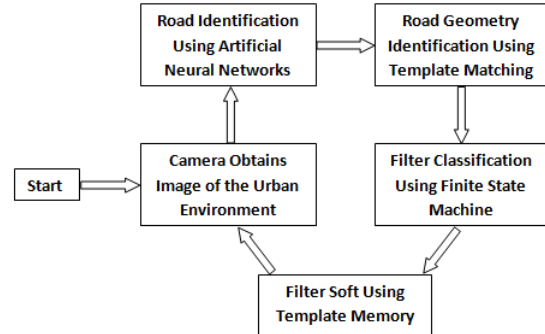 Start
Camera Obtains
Image of the Urban
Environment
Road Identification
Using Artificial
Neural Networks
Road Geometry
Identification Using
Template Matching
Filter Classification
Using Finite State
Machine
Filter Soft Using
Template Memory